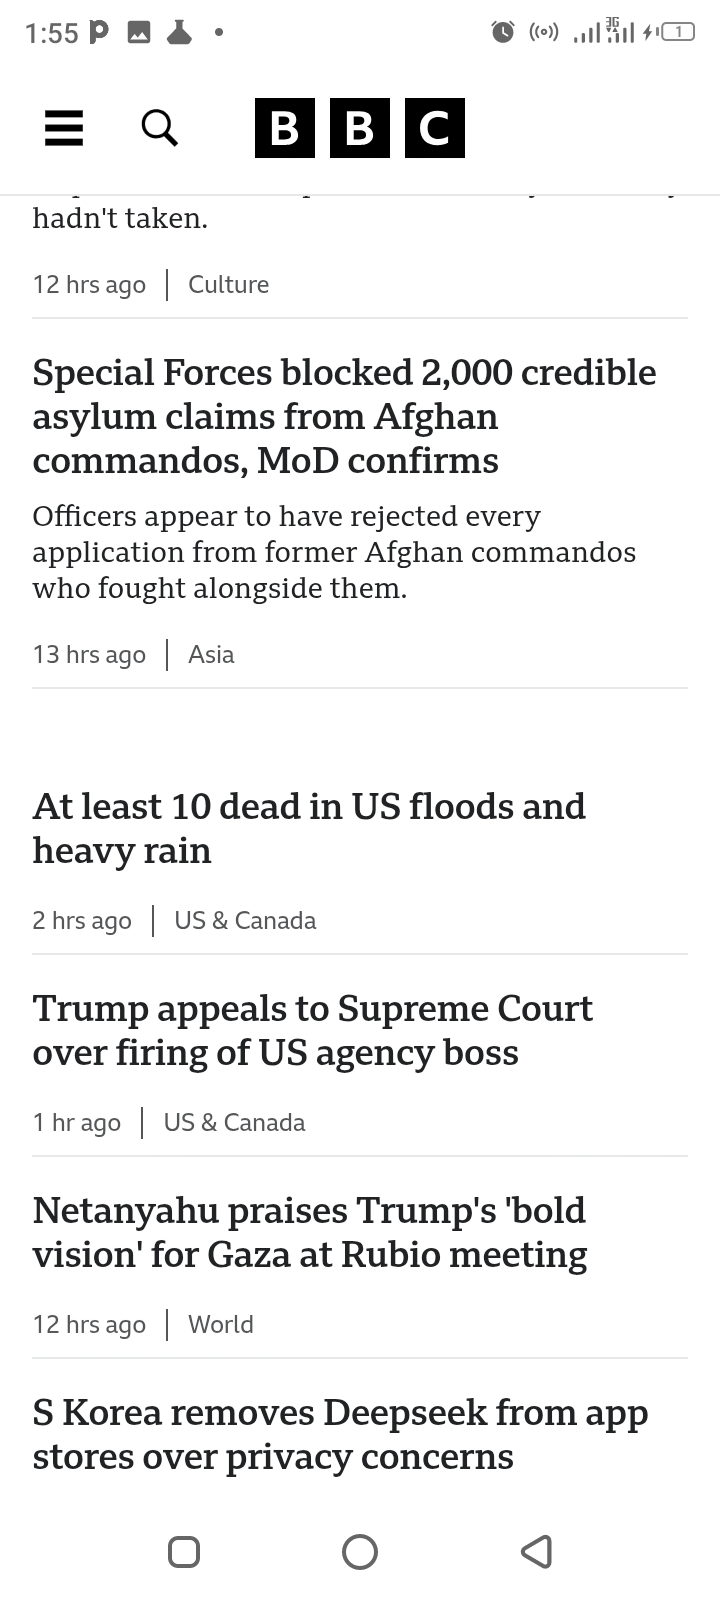 1:55
3G
1
BBC
hadn't taken.
12 hrs ago | Culture
Special Forces blocked 2,000 credible
asylum claims from Afghan
commandos, MoD confirms
Officers appear to have rejected every
application from former Afghan commandos
who fought alongside them.
13 hrs ago | Asia
At least 10 dead in US floods and
heavy rain
2 hrs ago | US & Canada
Trump appeals to Supreme Court
over firing of US agency boss
1 hr ago | US & Canada
Netanyahu praises Trump's 'bold
vision' for Gaza at Rubio meeting
12 hrs ago | World
S Korea removes Deepseek from app
stores over privacy concerns